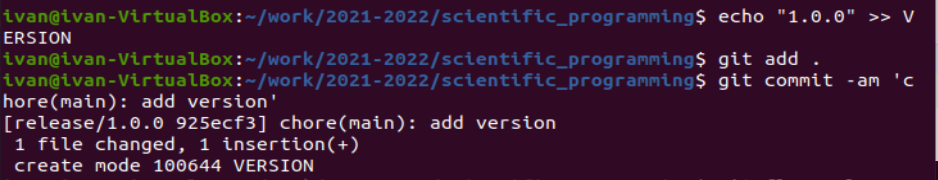 ivan@ivan-VirtualBox:~/work/2021-2022/scientific_programming$ echo "1.0.0" >> V
ERSION
ivan@ivan-VirtualBox:~/work/2021-2022/scientific_programming$ git add .
ivan@ivan-VirtualBox:~/work/2021-2022/scientific_programming$ git commit -am 'c
hore(main): add version'
[release/1.0.0 925ecf3] chore(main): add version
 1 file changed, 1 insertion(+)
 create mode 100644 VERSION